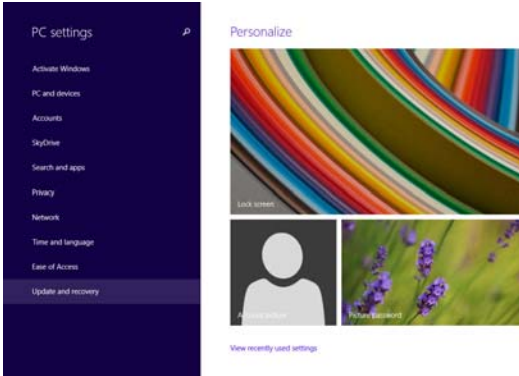 PC settings
Activate Windows
PC and devices
Accounts
SkyDrive
Search and apps
Privacy
Network
Time and language
Ease of Access
Update and recovery
Personalize
Lock screen
Account picture
Picture password
View recently used settings